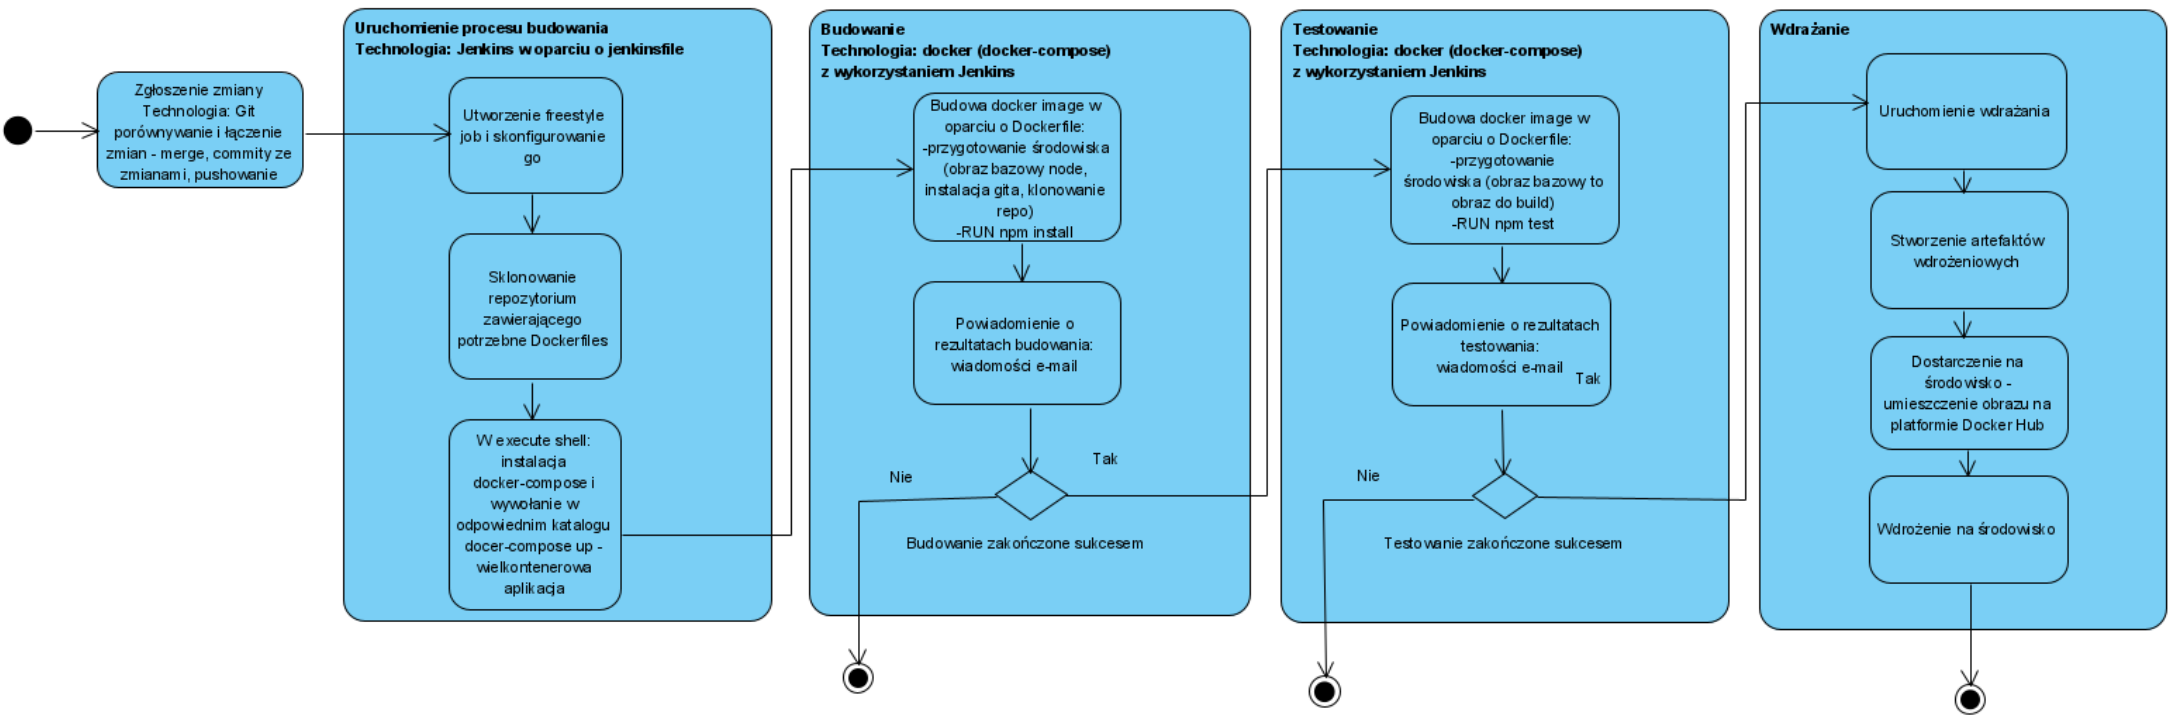 Zgłoszenie zmiany
Technologia: Git
porównywanie i łączenie
zmian - merge, commity ze
zmianami, pushowanie
Uruchomienie procesu budowania
Technologia: Jenkins w oparciu o jenkinsfile
Utworzenie freestyle
job i skonfigurowanie
go
Sklonowanie
repozytorium
zawierającego
potrzebne Dockerfiles
W execute shell:
instalacja
docker-compose i
wywołanie w
odpowiednim katalogu
docer-compose up -
wielkontenerowa
aplikacja
Budowanie
Technologia: docker (docker-compose)
z wykorzystaniem Jenkins
Budowa docker image w
oparciu o Dockerfile:
-przygotowanie środowiska
(obraz bazowy node,
instalacja gita, klonowanie
repo)
-RUN npm install
Powiadomienie o
rezultatach budowania:
wiadomości e-mail
Nie
Tak
Budowanie zakończone sukcesem
Testowanie
Technologia: docker (docker-compose)
z wykorzystaniem Jenkins
Budowa docker image w
oparciu o Dockerfile:
-przygotowanie
środowiska (obraz bazowy to
obraz do build)
-RUN npm test
Powiadomienie o rezultatach
testowania:
wiadomości e-mail
Tak
Nie
Testowanie zakończone sukcesem
Wdrażanie
Uruchomienie wdrażania
Stworzenie artefaktów
wdrożeniowych
Dostarczenie na
środowisko -
umieszczenie obrazu na
platformie Docker Hub
Wdrożenie na środowisko